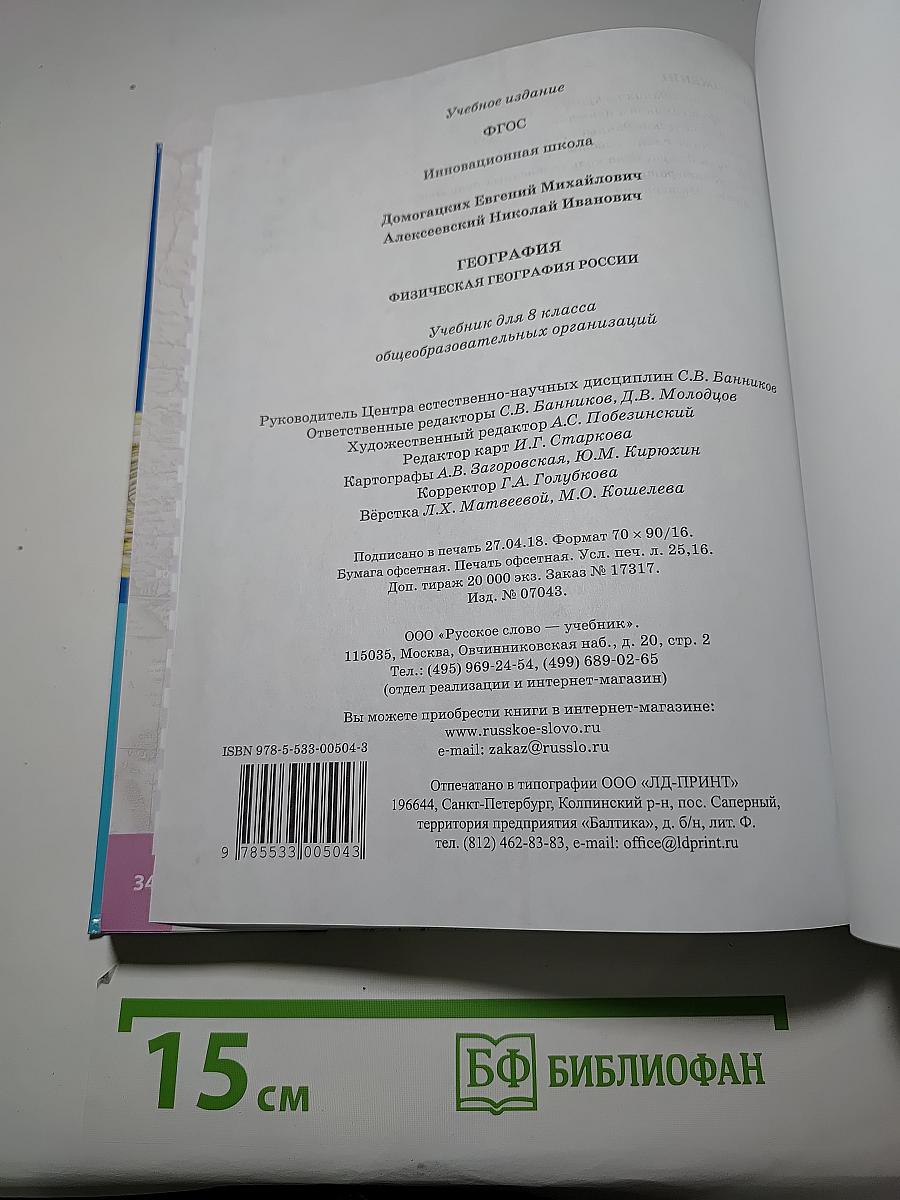 Учебное издание
ФГОС
Инновационная школа
Домогацких Евгений Михайлович
Алексеевский Николай Иванович
ГЕОГРАФИЯ
ФИЗИЧЕСКАЯ ГЕОГРАФИЯ РОССИИ
Учебник для 8 класса
общеобразовательных организаций
Руководитель Центра естественно-научных дисциплин С.В. Банников
Ответственные редакторы С.В. Банников, Д.В. Молодцов
Художественный редактор А.С. Побезинский
Редактор карт И.Г. Старкова
Картографы А.В. Загоровская, Ю.М. Кирюхин
Корректор Г.А. Голубкова
Вёрстка Л.Х. Матвеевой, М.О. Кошелева
Подписано в печать 27.04.18. Формат 70 × 90/16.
Бумага офсетная. Печать офсетная. Усл. печ. л. 25,16.
Доп. тираж 20 000 экз. Заказ № 17317.
Изд. № 07043.
ООО «Русское слово — учебник».
115035, Москва, Овчинниковская наб., д. 20, стр. 2
Тел.: (495) 969-24-54, (499) 689-02-65
(отдел реализации и интернет-магазин)
Вы можете приобрести книги в интернет-магазине:
www.russkoe-slovo.ru
e-mail: zakaz@russlo.ru
ISBN 978-5-533-00504-3
9 785533 005043
Отпечатано в типографии ООО «ЛД-ПРИНТ»
196644, Санкт-Петербург, Колпинский р-н, пос. Саперный,
территория предприятия «Балтика», д. б/н, лит. Ф.
тел. (812) 462-83-83, e-mail: office@ldprint.ru
34
15 см
БФ БИБЛИОФАН